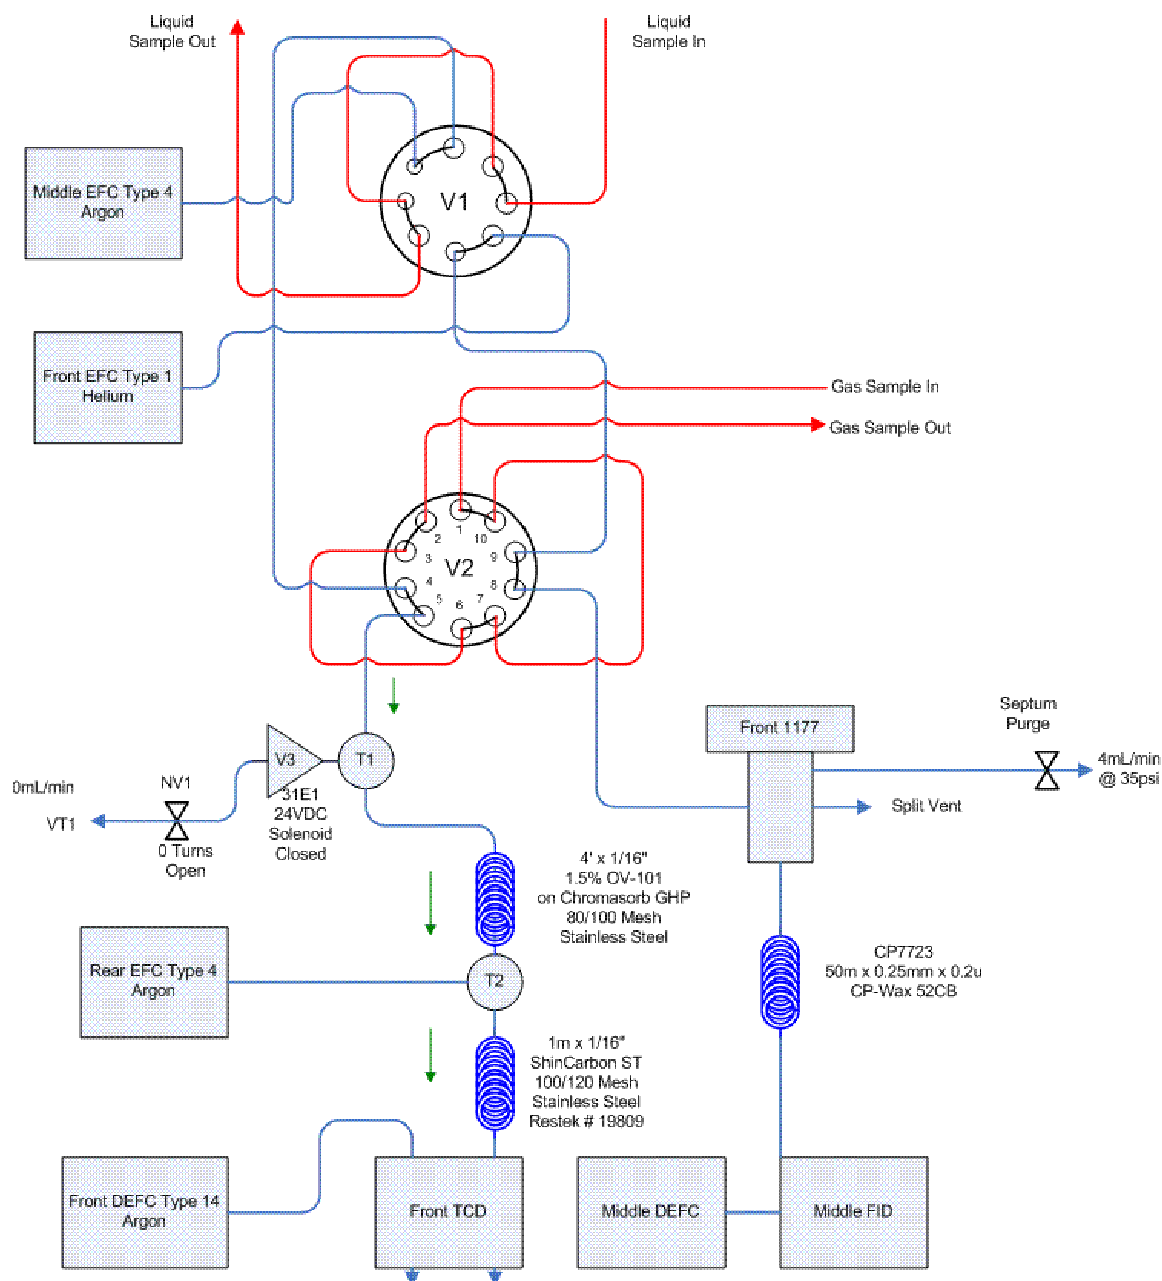 Liquid
Sample Out
Liquid
Sample In
Middle EFC Type 4
Argon
V1
Front EFC Type 1
Helium
Gas Sample In
Gas Sample Out
1
2
10
3
9
V2
4
8
5
6
7
Septum
Purge
Front 1177
4mL/min
@ 35psi
V3
T1
0mL/min
NV1
31E1
24VDC
Solenoid
Closed
VT1
0 Turns
Open
Split Vent
4' x 1/16"
1.5% OV-101
on Chromasorb GHP
80/100 Mesh
Stainless Steel
Rear EFC Type 4
Argon
T2
CP7723
50m x 0.25mm x 0.2u
CP-Wax 52CB
1m x 1/16"
ShinCarbon ST
100/120 Mesh
Stainless Steel
Restek # 19809
Front DEFC Type 14
Argon
Front TCD
Middle DEFC
Middle FID